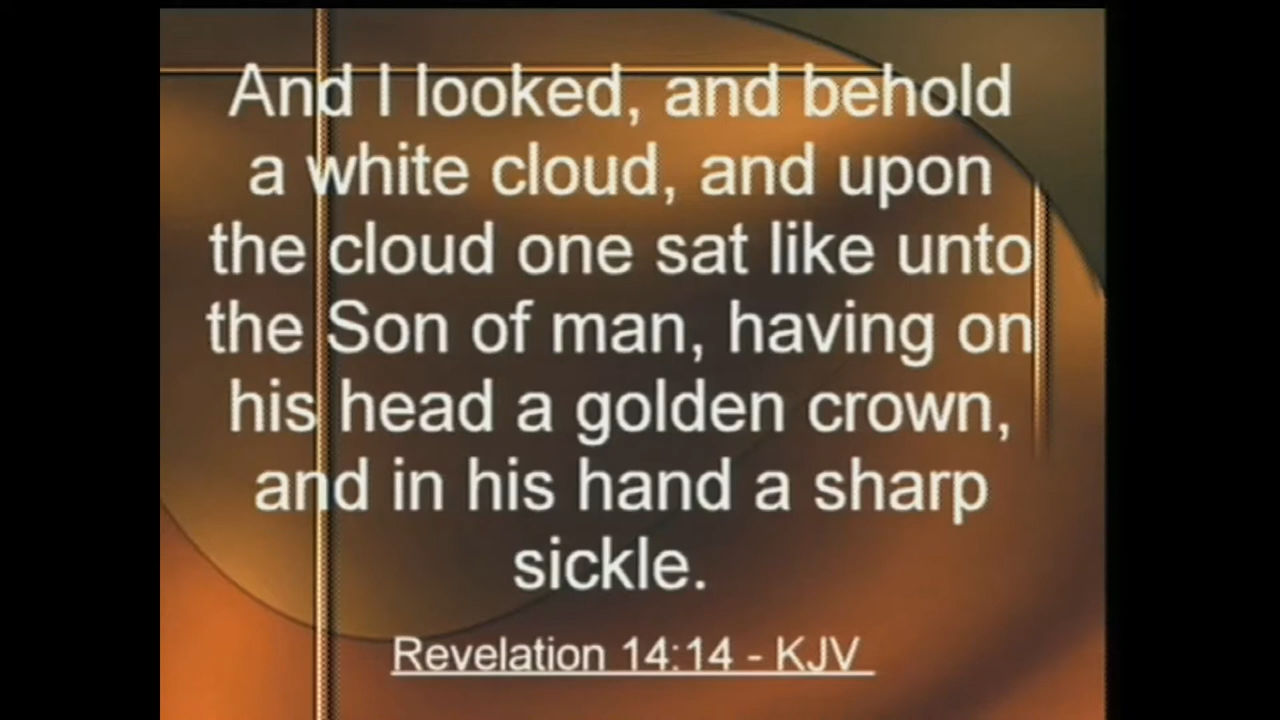 And I looked, and behold
a white cloud, and upon
the cloud one sat like unto
the Son of man, having on
his head a golden crown,
and in his hand a sharp
sickle.
Revelation 14:14 - KJV